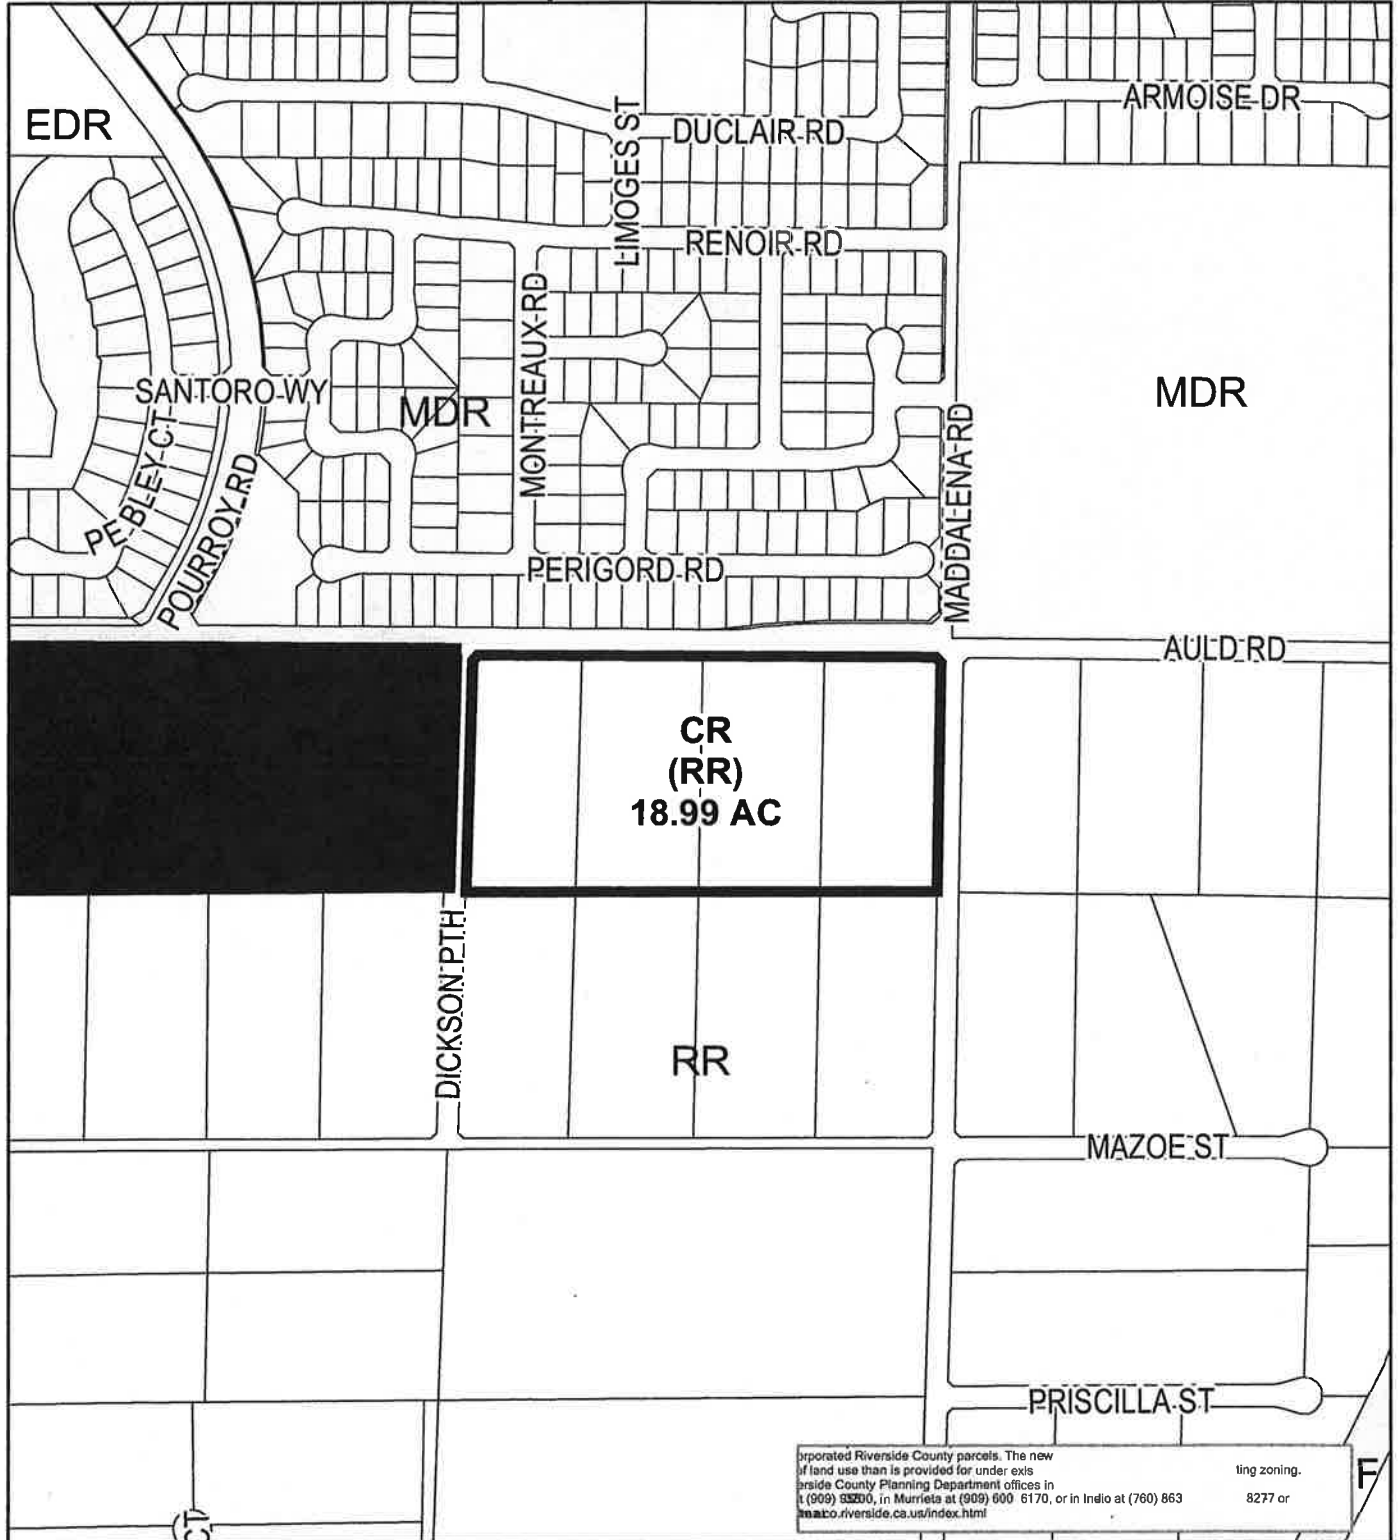 ARMOISE DR
EDR
DUCLAIR RD
LIMOGES ST
RENOIR RD
MONTREAUX RD
SANTORO WY
MDR
MDR
MADDALENA RD
PEBLEY CT
POURROY RD
PERIGORD RD
AULD RD
CR
(RR)
18.99 AC
DICKSON PTH
RR
MAZOE ST
PRISCILLA ST
orporated Riverside County parcels. The new
of land use than is provided for under exis ting zoning.
erside County Planning Department offices in
t (909) in Murrieta at (909) 600 6170, or in Indio at (760) 863 8277 or
co.riverside.ca.us/index.html
F
CT